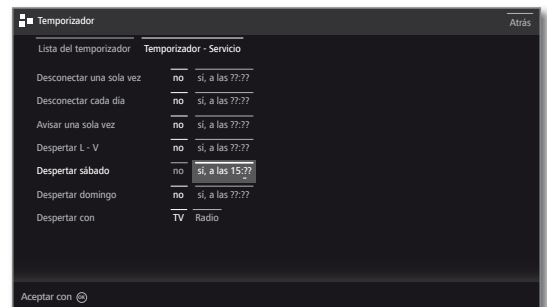 Temporizador
Atrás
Lista del temporizador Temporizador - Servicio
Desconectar una sola vez no sí, a las ??:??
Desconectar cada día no sí, a las ??:??
Avisar una sola vez no sí, a las ??:??
Despertar L - V no sí, a las ??:??
Despertar sábado no sí, a las 15:??
Despertar domingo no sí, a las ??:??
Despertar con TV Radio
Aceptar con OK